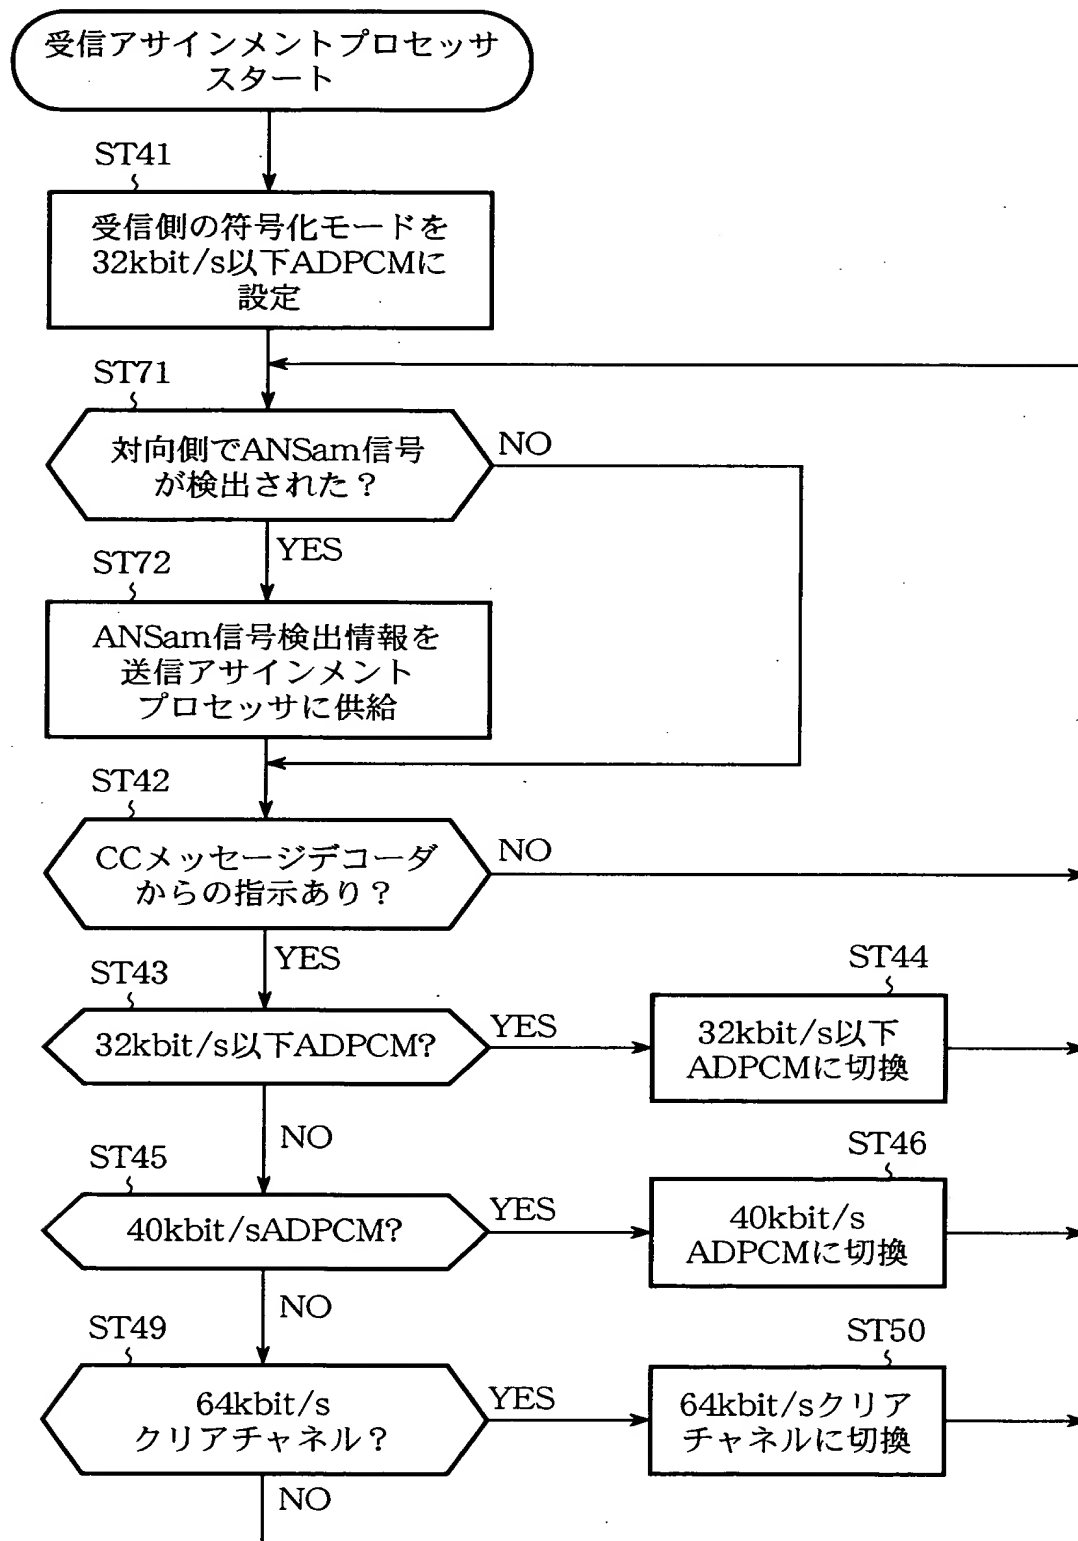 受信アサインメントプロセッサ
スタート
ST41
受信側の符号化モードを
32kbit/s以下ADPCMに
設定
ST71
対向側でANSam信号
が検出された？
NO
YES
ST72
ANSam信号検出情報を
送信アサインメント
プロセッサに供給
ST42
CCメッセージデコーダ
からの指示あり？
NO
YES
ST43
32kbit/s以下ADPCM?
YES
ST44
32kbit/s以下
ADPCMに切換
NO
ST45
40kbit/sADPCM?
YES
ST46
40kbit/s
ADPCMに切換
NO
ST49
64kbit/s
クリアチャネル？
YES
ST50
64kbit/sクリア
チャネルに切換
NO